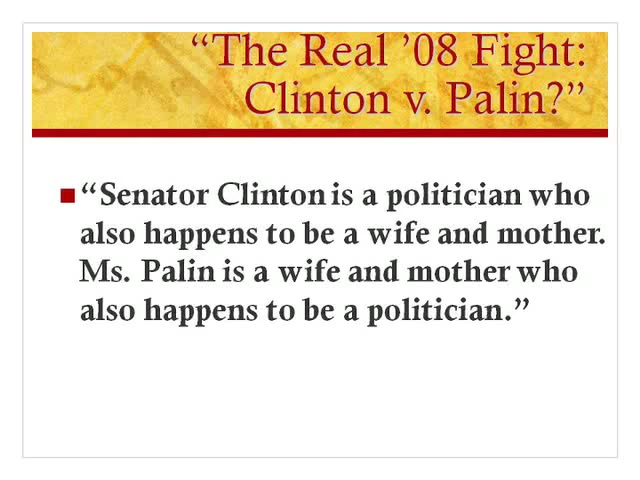 “The Real ’08 Fight:
Clinton v. Palin?”
“Senator Clinton is a politician who
also happens to be a wife and mother.
Ms. Palin is a wife and mother who
also happens to be a politician.”